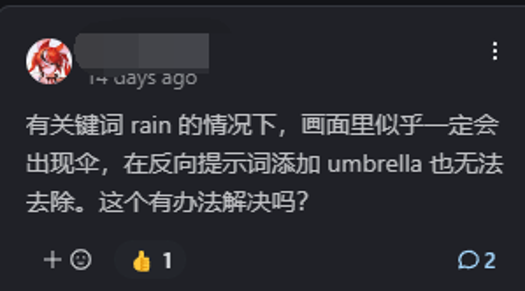 14 days ago
有关键词 rain 的情况下，画面里似乎一定会
出现伞，在反向提示词添加 umbrella 也无法
去除。这个有办法解决吗？
1
2